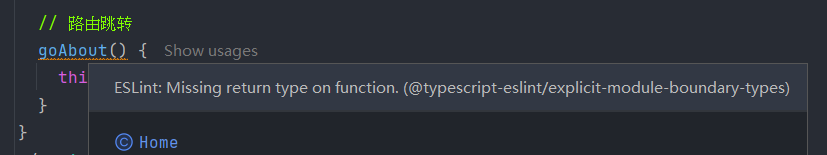 // 路由跳转
goAbout() { Show usages
thi
ESLint: Missing return type on function. (@typescript-eslint/explicit-module-boundary-types)
}
}
© Home